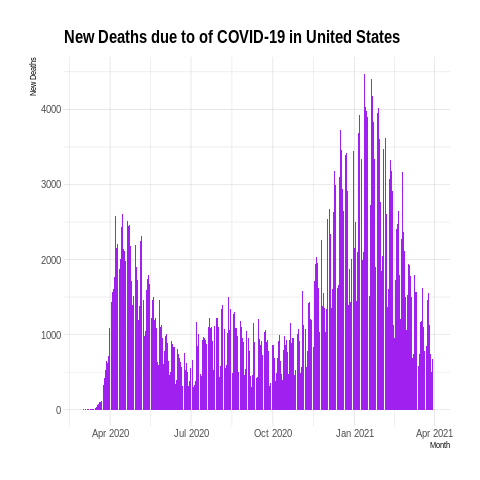 New Deaths due to of COVID-19 in United States
New Deaths
4000
3000
2000
1000
0
Apr 2020
Jul 2020
Oct 2020
Jan 2021
Apr 2021
Month